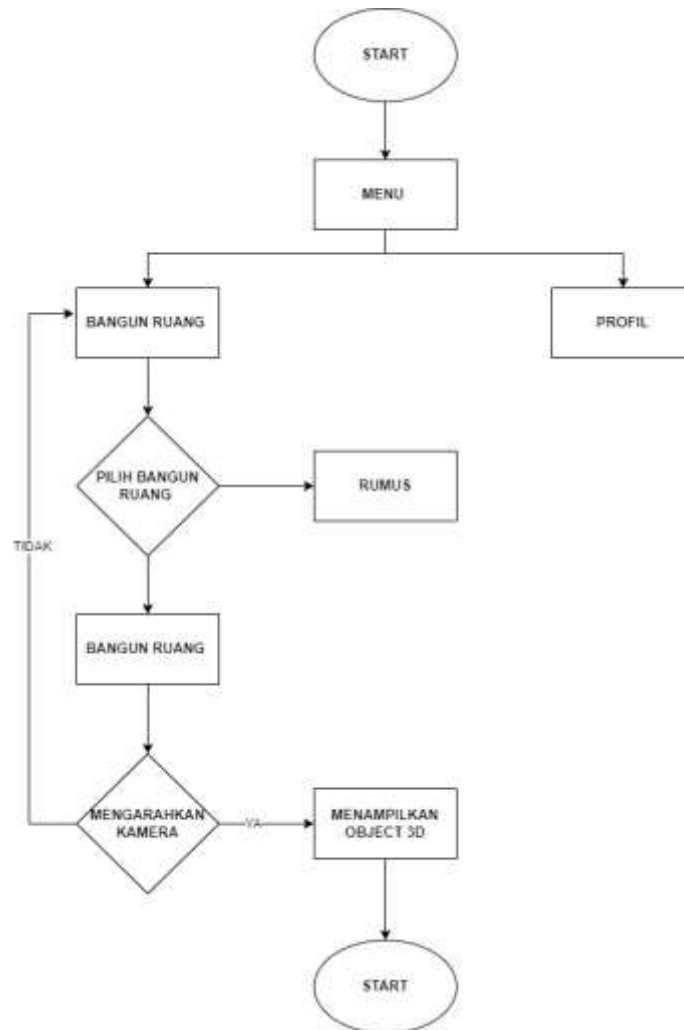 START
MENU
BANGUN RUANG
PROFIL
PILIH BANGUN
RUANG
RUMUS
TIDAK
BANGUN RUANG
MENGARAHKAN
KAMERA
YA
MENAMPILKAN
OBJECT 3D
START